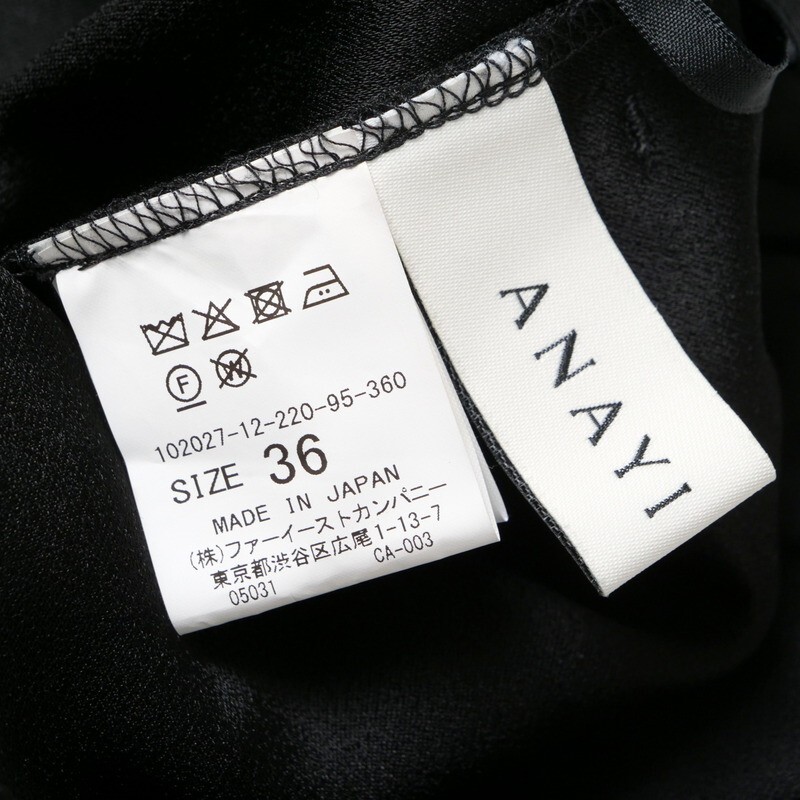 F
W
102027-12-220-95-360
SIZE 36
MADE IN JAPAN
(株)ファーイーストカンパニー
東京都渋谷区広尾1-13-7
05031 CA-003
ANAYI